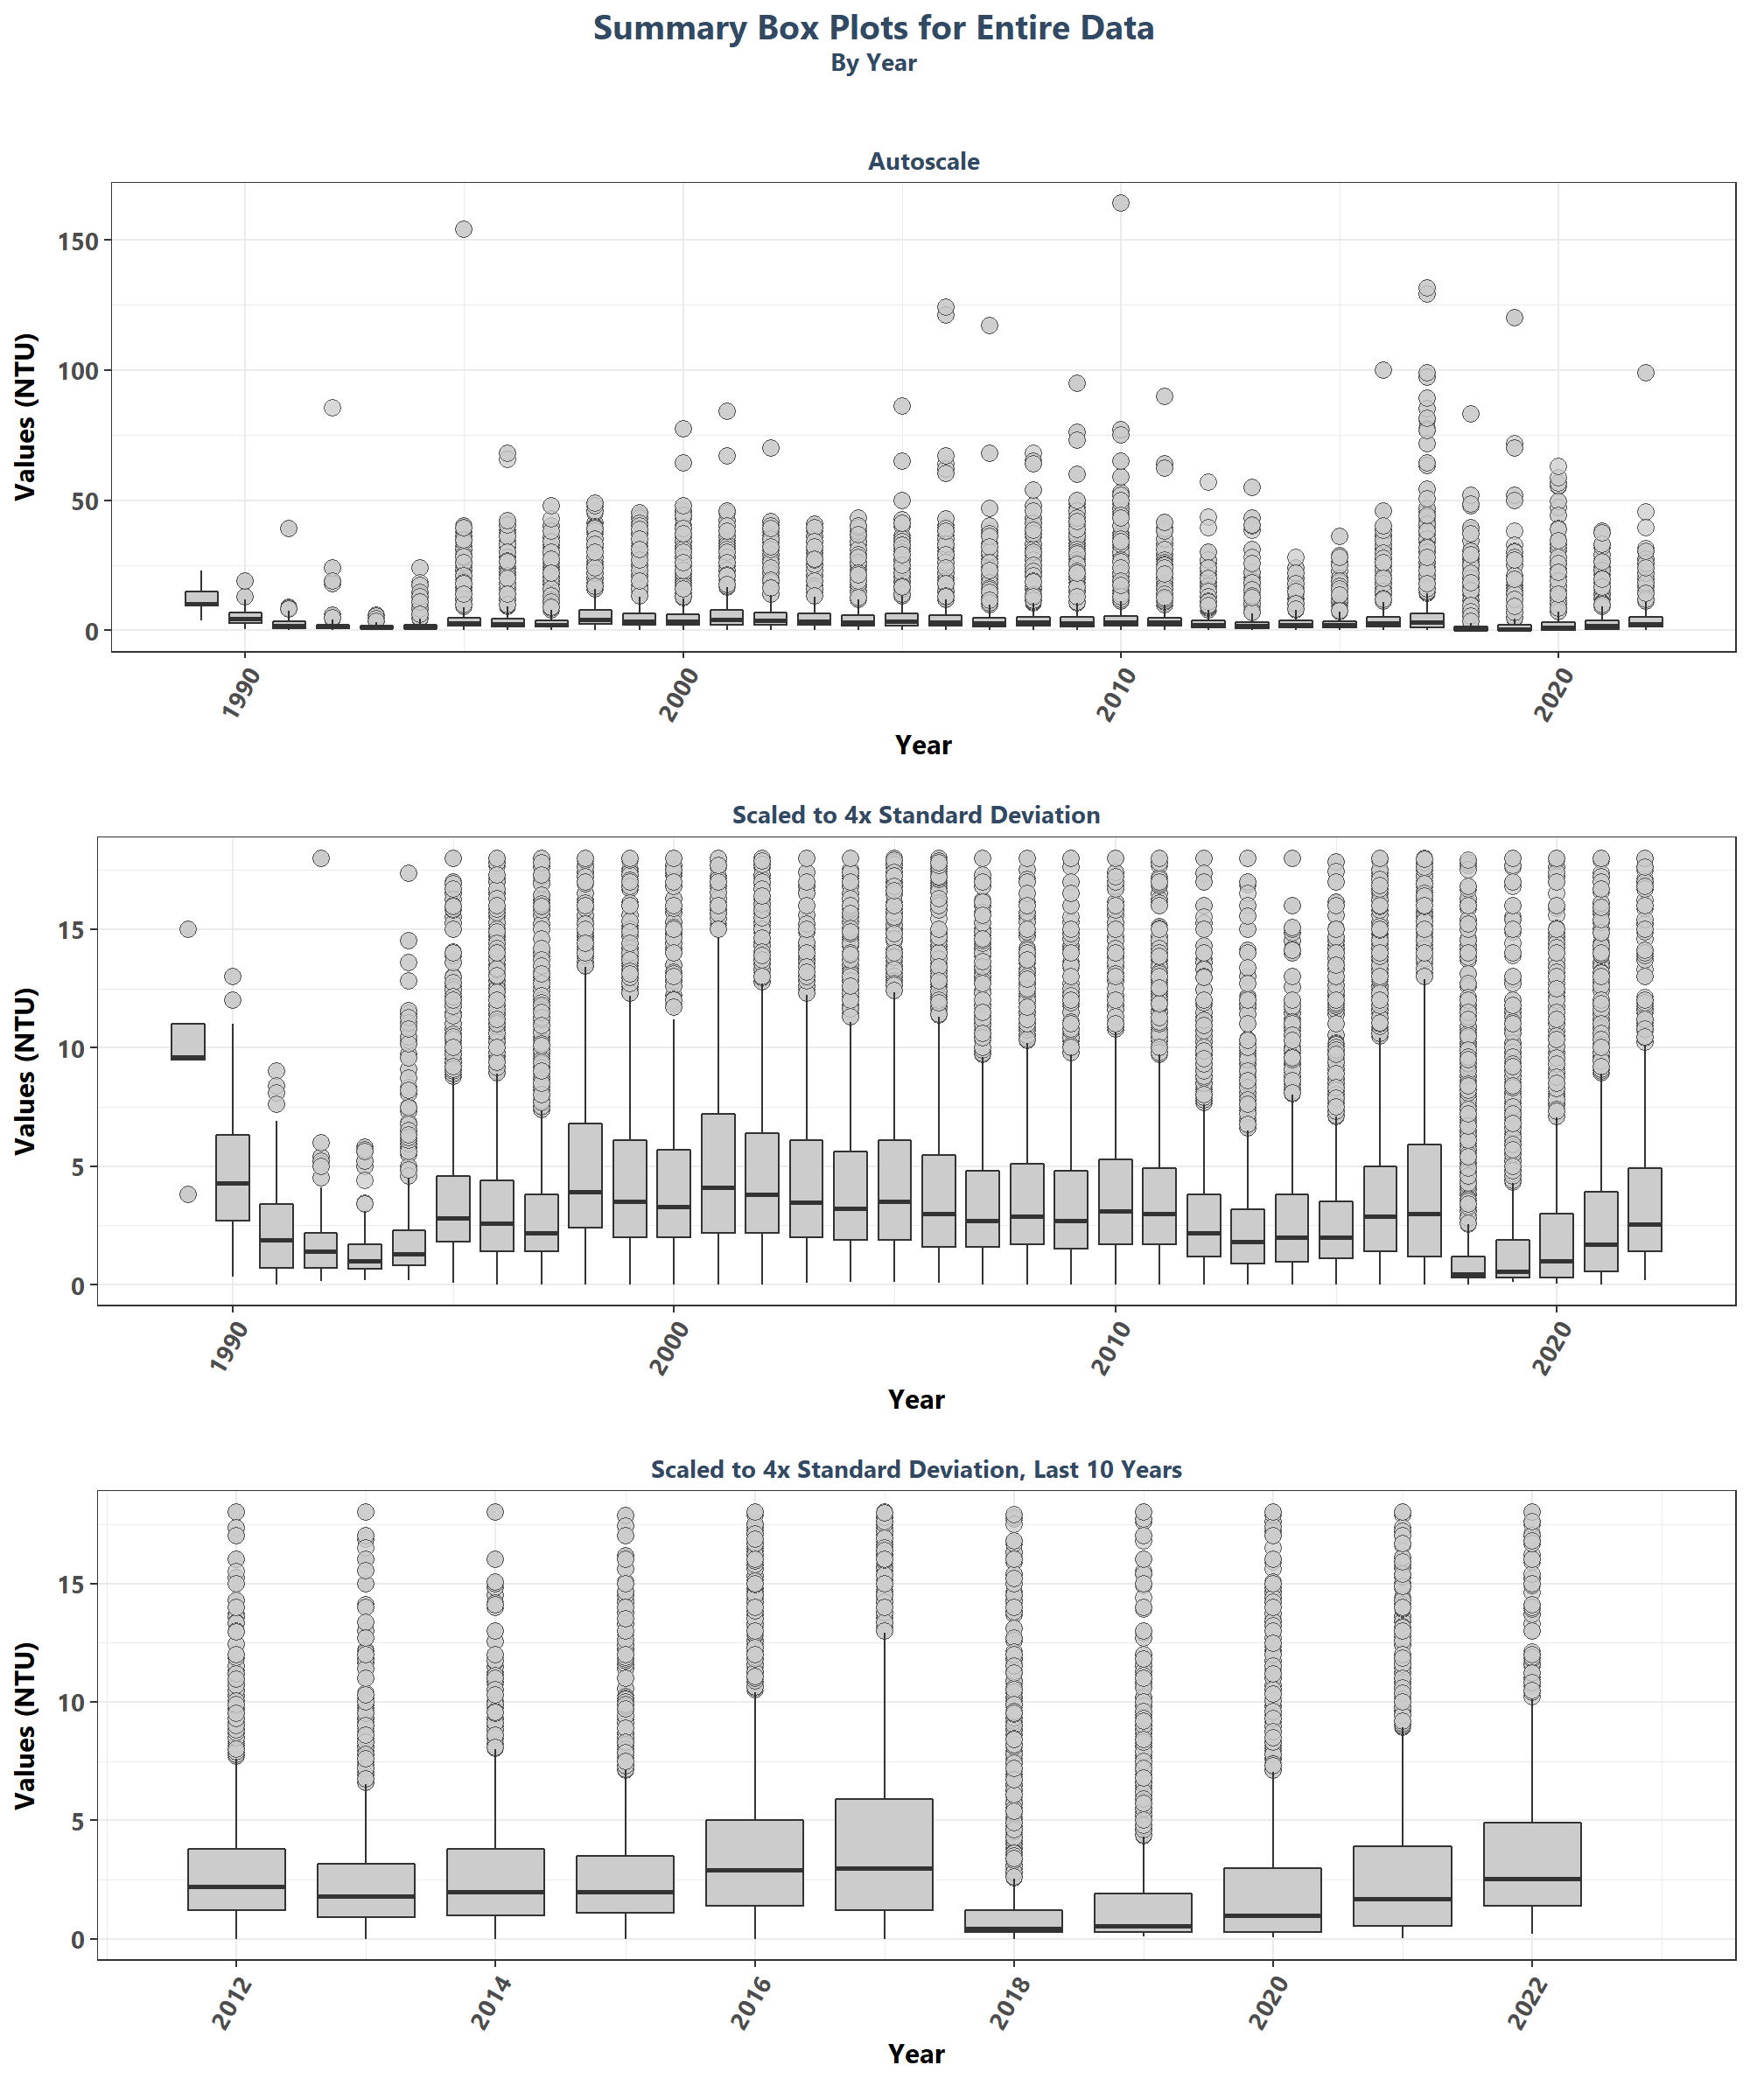 Summary Box Plots for Entire Data
By Year
Autoscale
Values (NTU)
150
100
50
0
1990
2000
2010
2020
Year
Scaled to 4x Standard Deviation
Values (NTU)
15
10
5
0
1990
2000
2010
2020
Year
Scaled to 4x Standard Deviation, Last 10 Years
Values (NTU)
15
10
5
0
2012
2014
2016
2018
2020
2022
Year